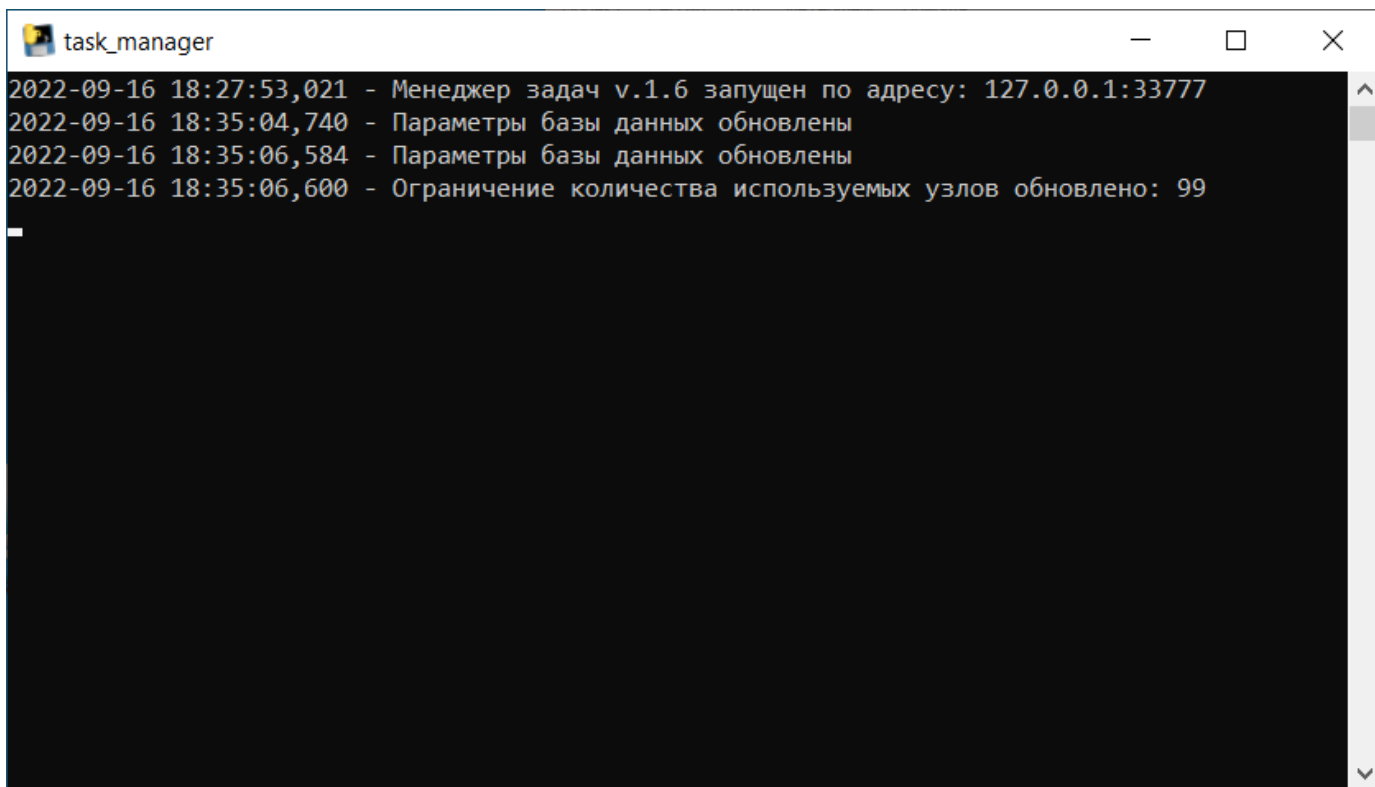 task_manager
2022-09-16 18:27:53,021 - Менеджер задач v.1.6 запущен по адресу: 127.0.0.1:33777
2022-09-16 18:35:04,740 - Параметры базы данных обновлены
2022-09-16 18:35:06,584 - Параметры базы данных обновлены
2022-09-16 18:35:06,600 - Ограничение количества используемых узлов обновлено: 99